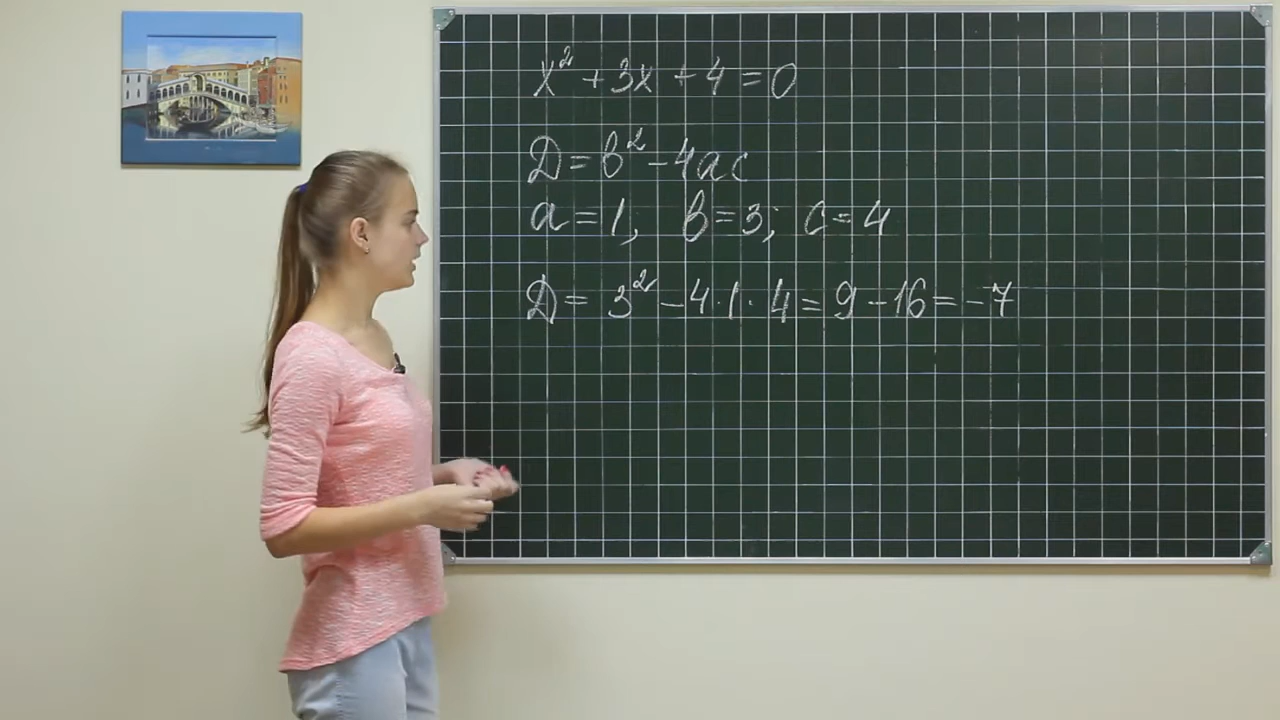 x² + 3x + 4 = 0
Д = b² - 4ac
a = 1; b = 3; c = 4
Д = 3² - 4 · 1 · 4 = 9 - 16 = -7